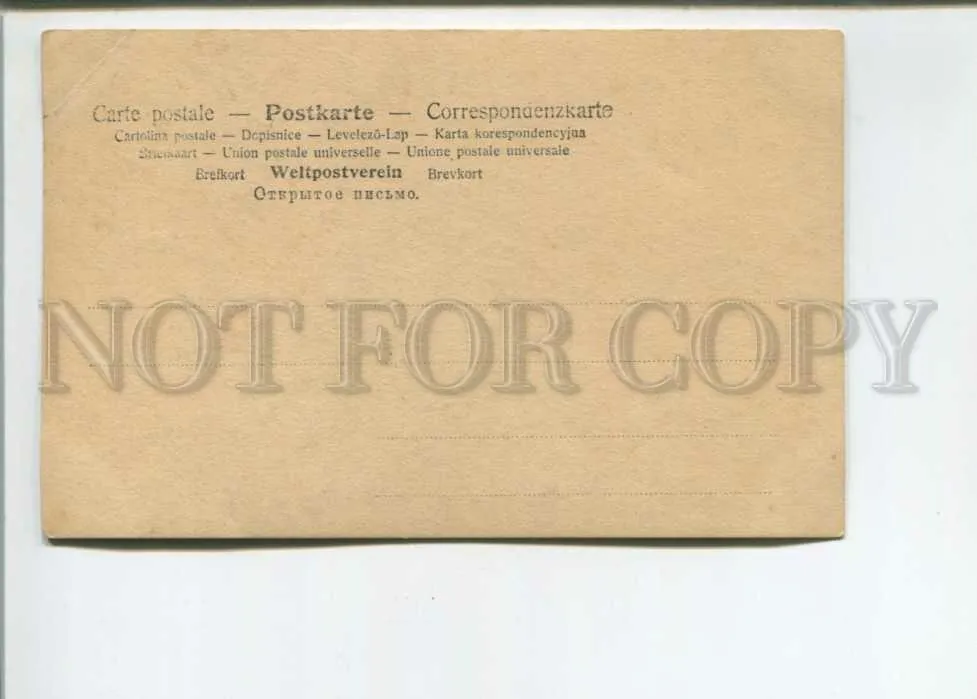 Carte postale — Postkarte — Correspondenzkarte
Cartolina postale — Dopisnice — Levelező-Lap — Karta korespondencyjna
Briefkaart — Union postale universelle — Unione postale universale
Brefkort Weltpostverein Brevkort
Открытое письмо.
NOT FOR COPY